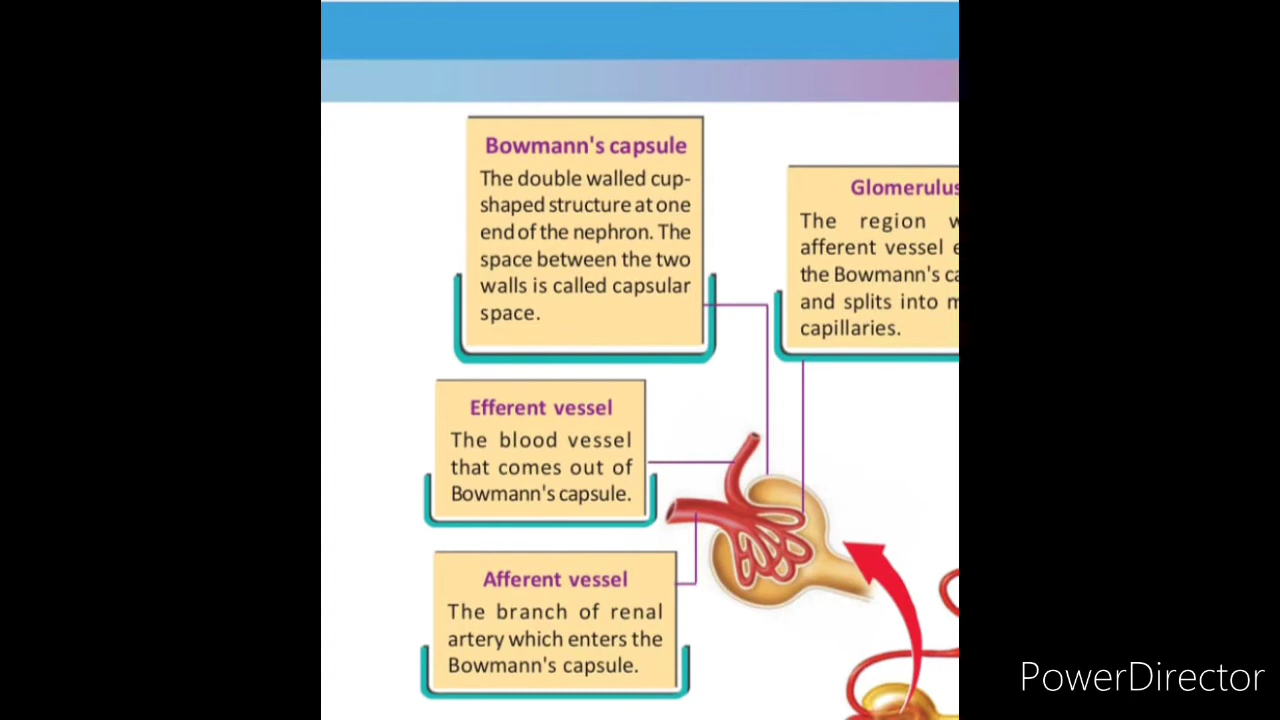 Bowmann's capsule
The double walled cup-
shaped structure at one
end of the nephron. The
space between the two
walls is called capsular
space.
Glomerulus
The region
afferent vessel
the Bowmann's
and splits into
capillaries.
Efferent vessel
The blood vessel
that comes out of
Bowmann's capsule.
Afferent vessel
The branch of renal
artery which enters the
Bowmann's capsule.
PowerDirector